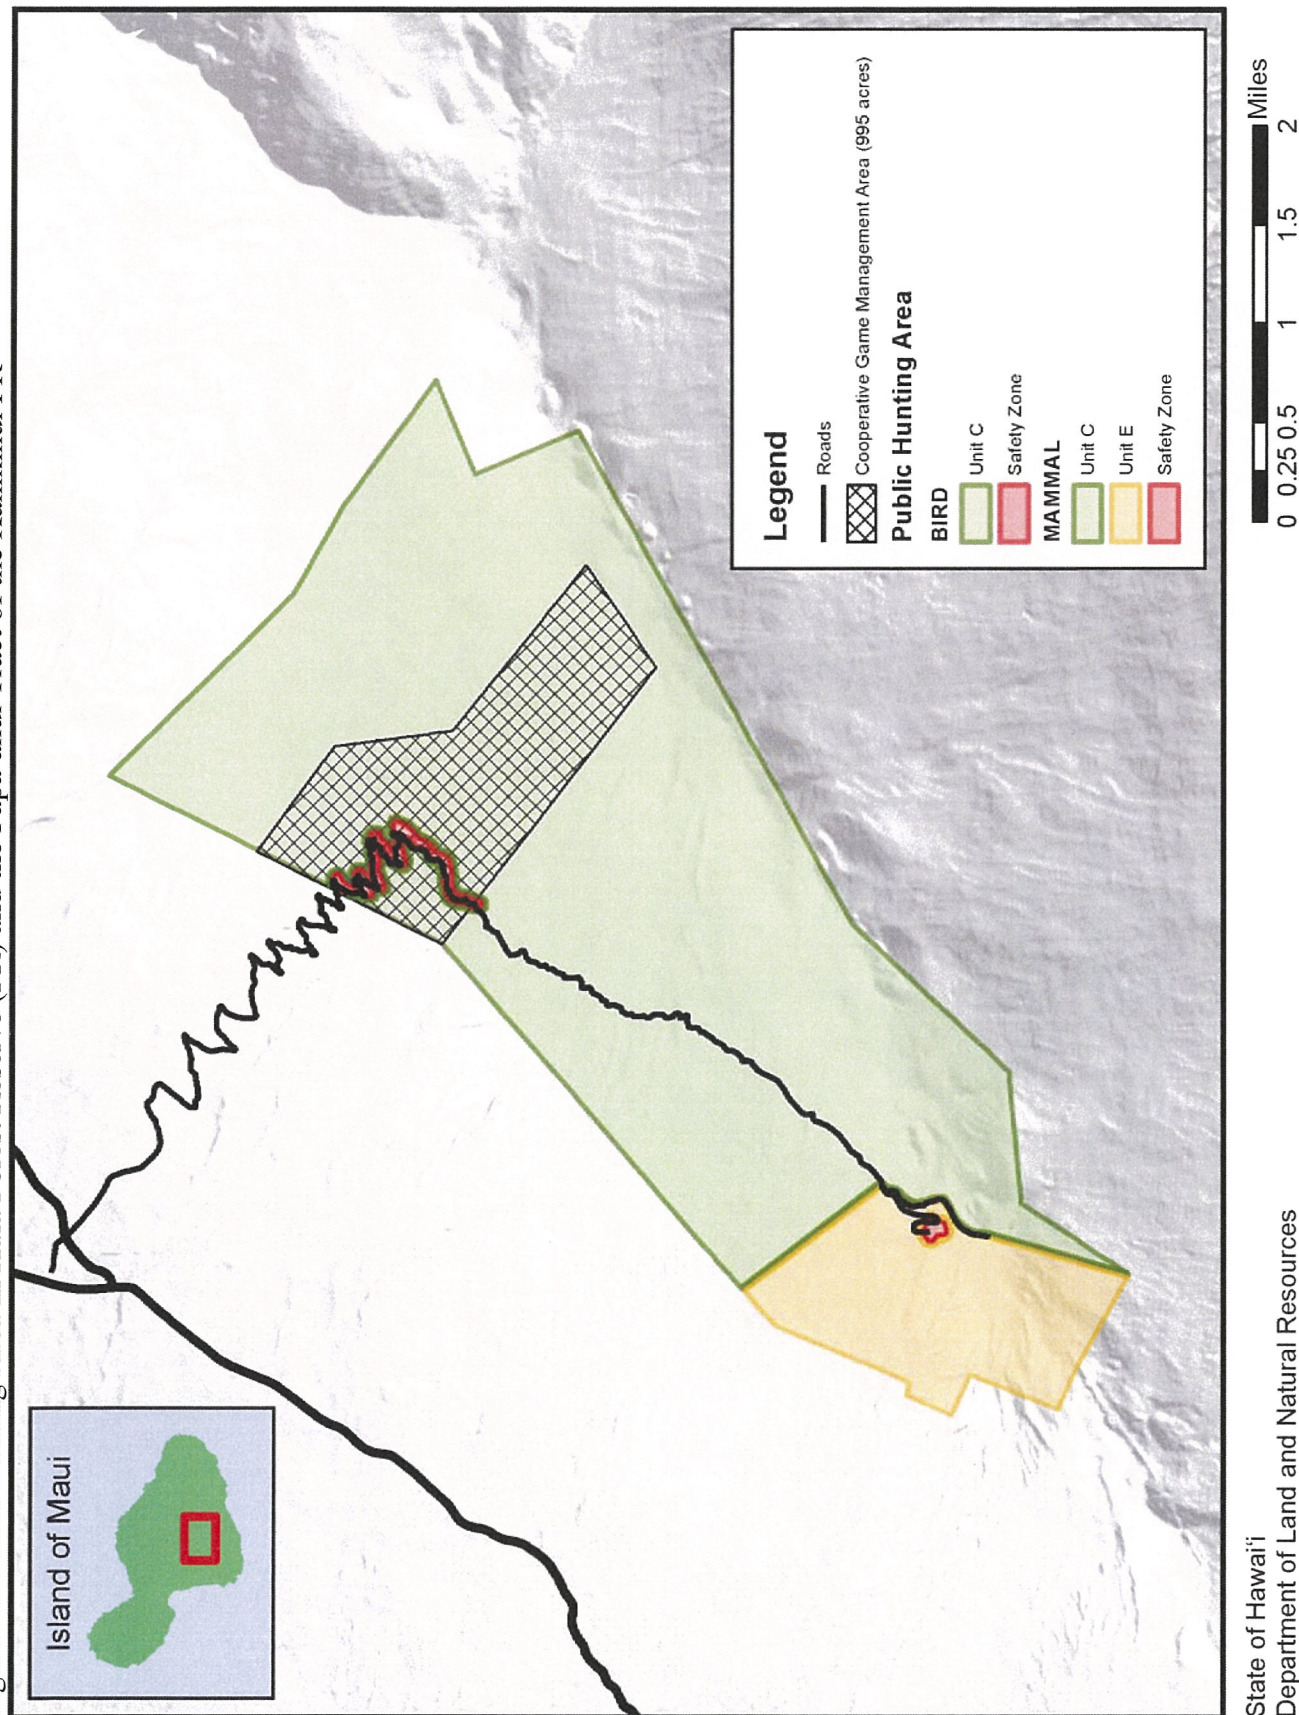 Island of Maui
Legend
Roads
Cooperative Game Management Area (995 acres)
Public Hunting Area
BIRD
Unit C
Safety Zone
MAMMAL
Unit C
Unit E
Safety Zone
State of Hawai‘i
Department of Land and Natural Resources
0 0.25 0.5 1 1.5 2
Miles